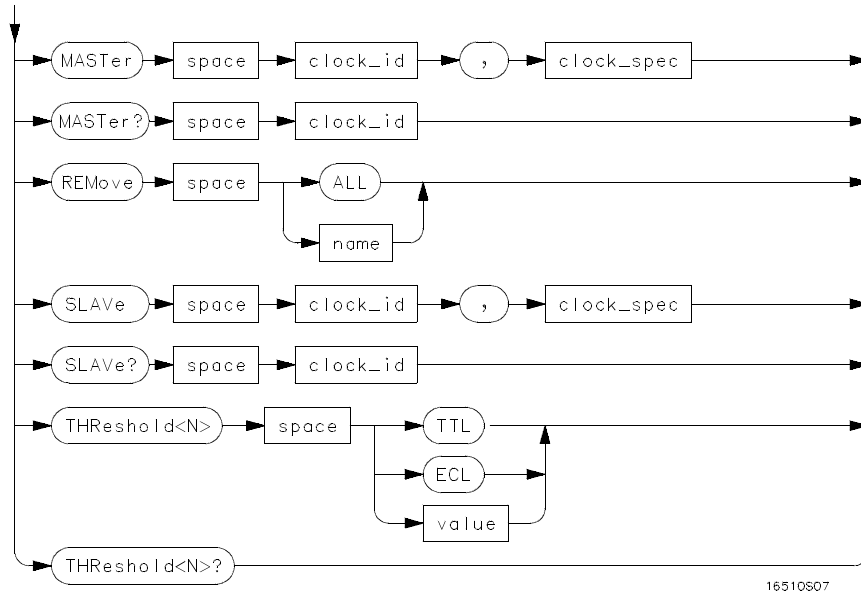 MASTer space clock_id , clock_spec
MASTer? space clock_id
REMove space ALL
name
SLAVe space clock_id , clock_spec
SLAVe? space clock_id
THReshold<N> space TTL
ECL
value
THReshold<N>?
16510S07